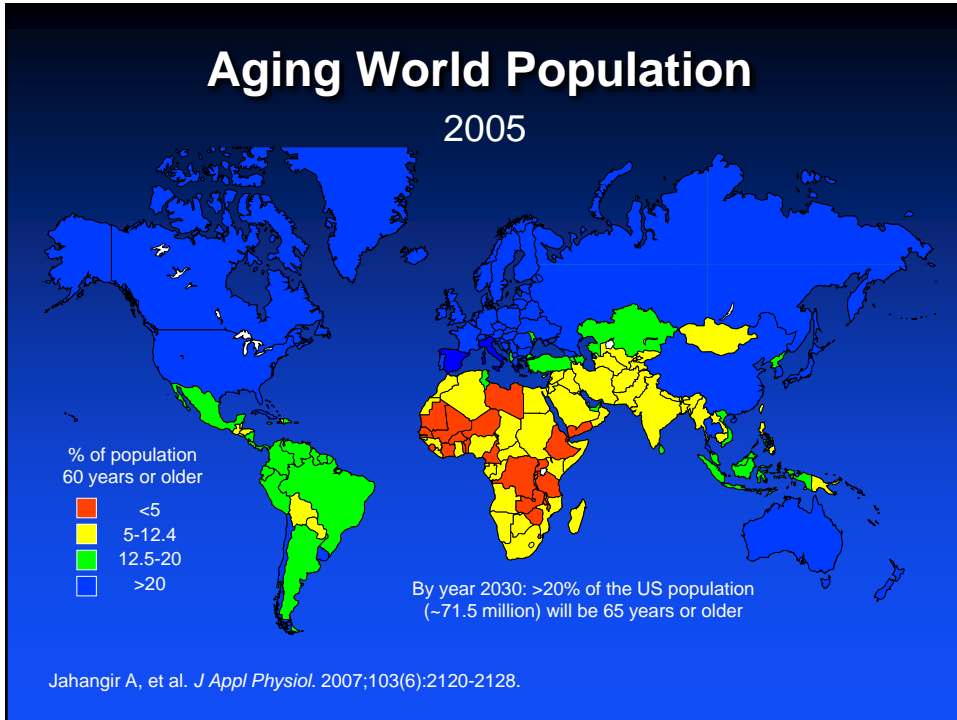 Aging World Population
2005
% of population
60 years or older
<5
5-12.4
12.5-20
>20
By year 2030: >20% of the US population
(~71.5 million) will be 65 years or older
Jahangir A, et al. J Appl Physiol. 2007;103(6):2120-2128.